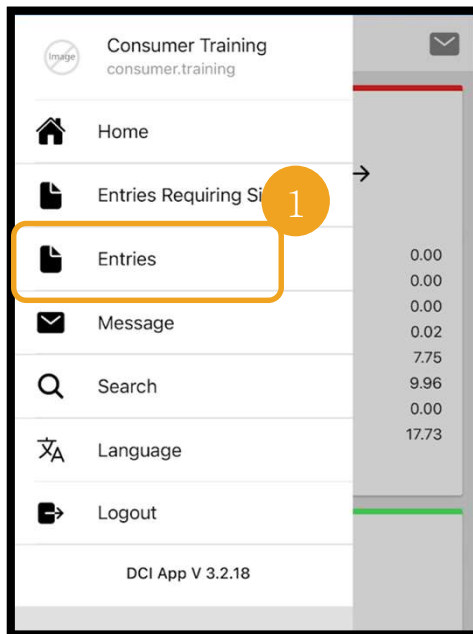 Image
Consumer Training
consumer.training
Home
Entries Requiring Si
1
Entries
Message
Search
Language
Logout
DCI App V 3.2.18
0.00
0.00
0.00
0.02
7.75
9.96
0.00
17.73